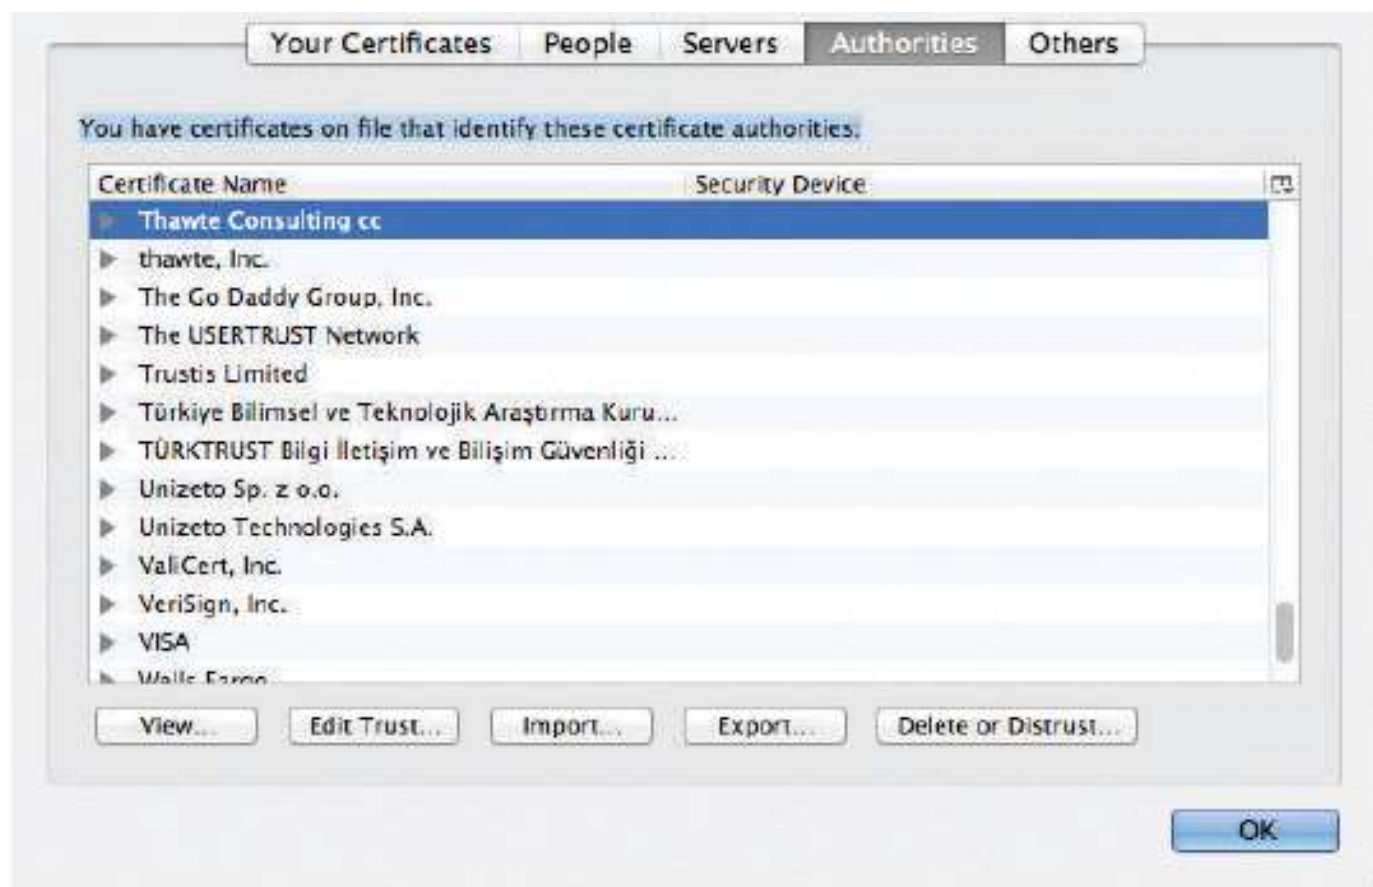 Your Certificates People Servers Authorities Others
You have certificates on file that identify these certificate authorities:
Certificate Name Security Device
Thawte Consulting cc
thawte, Inc.
The Go Daddy Group, Inc.
The USERTRUST Network
Trustis Limited
Türkiye Bilimsel ve Teknolojik Araştırma Kuru...
TÜRKTRUST Bilgi İletişim ve Bilişim Güvenliği ...
Unizeto Sp. z o.o.
Unizeto Technologies S.A.
ValiCert, Inc.
VeriSign, Inc.
VISA
Wells Fargo
View... Edit Trust... Import... Export... Delete or Distrust...
OK